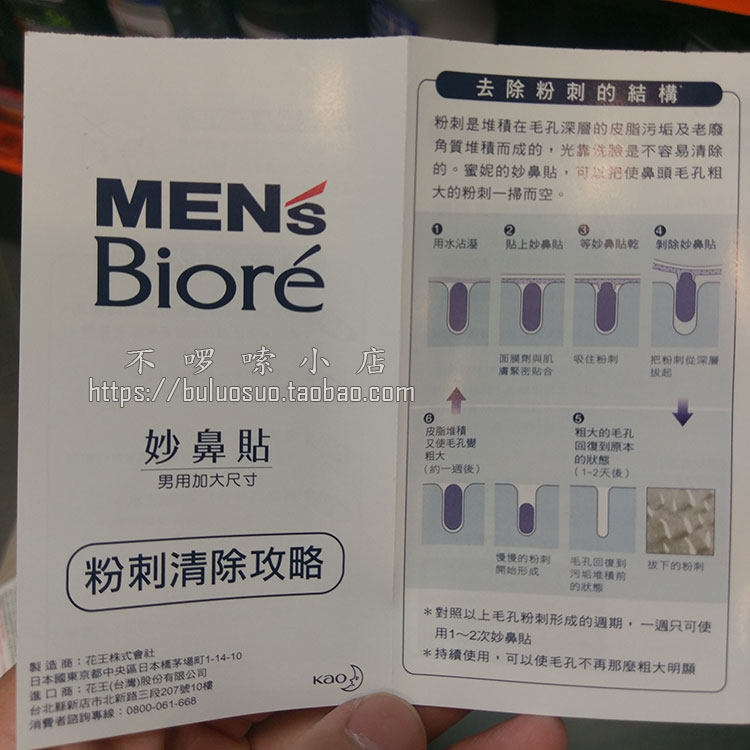 MEN's
Bioré
不啰嗦小店
https://buluosuo.taobao.com
妙鼻貼
男用加大尺寸
粉刺清除攻略
製造商：花王株式會社
日本國東京都中央區日本橋茅場町1-14-10
進口商：花王(台灣)股份有限公司
台北縣新店市北新路三段207號10樓
消費者諮詢專線：0800-061-668
Kao
去除粉刺的結構
粉刺是堆積在毛孔深層的皮脂污垢及老廢
角質堆積而成的，光靠洗臉是不容易清除
的。蜜妮的妙鼻貼，可以把使鼻頭毛孔粗
大的粉刺一掃而空。
❶
用水沾溼
❷
貼上妙鼻貼
❸
等妙鼻貼乾
❹
剝除妙鼻貼
面膜劑與肌
膚緊密貼合
吸住粉刺
把粉刺從深層
拔起
❻
皮脂堆積
又使毛孔變
粗大
(約一週後)
❺
粗大的毛孔
回復到原本
的狀態
(1~2天後)
慢慢的粉刺
開始形成
毛孔回復到
污垢堆積前
的狀態
拔下的粉刺
＊對照以上毛孔粉刺形成的週期，一週只可使
用1～2次妙鼻貼
＊持續使用，可以使毛孔不再那麼粗大明顯